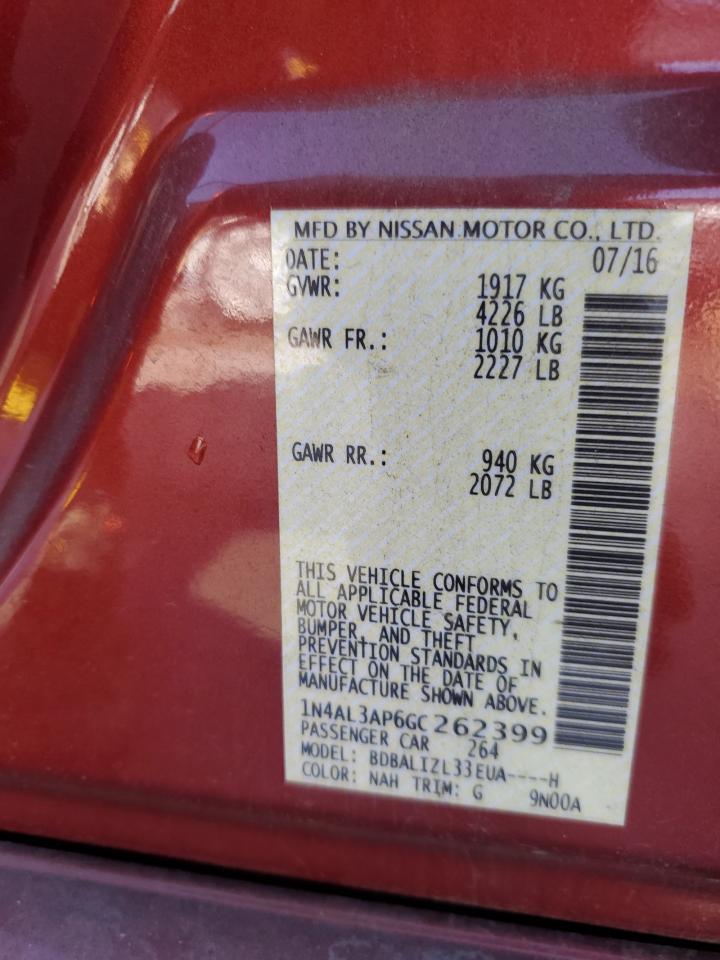 MFD BY NISSAN MOTOR CO., LTD.
DATE: 07/16
GVWR: 1917 KG
4226 LB
GAWR FR.: 1010 KG
2227 LB
GAWR RR.: 940 KG
2072 LB
THIS VEHICLE CONFORMS TO
ALL APPLICABLE FEDERAL
MOTOR VEHICLE SAFETY,
BUMPER, AND THEFT
PREVENTION STANDARDS IN
EFFECT ON THE DATE OF
MANUFACTURE SHOWN ABOVE.
1N4AL3AP6GC262399
PASSENGER CAR 264
MODEL: BDBALIZL33EUA----H
COLOR: NAH TRIM: G 9N00A